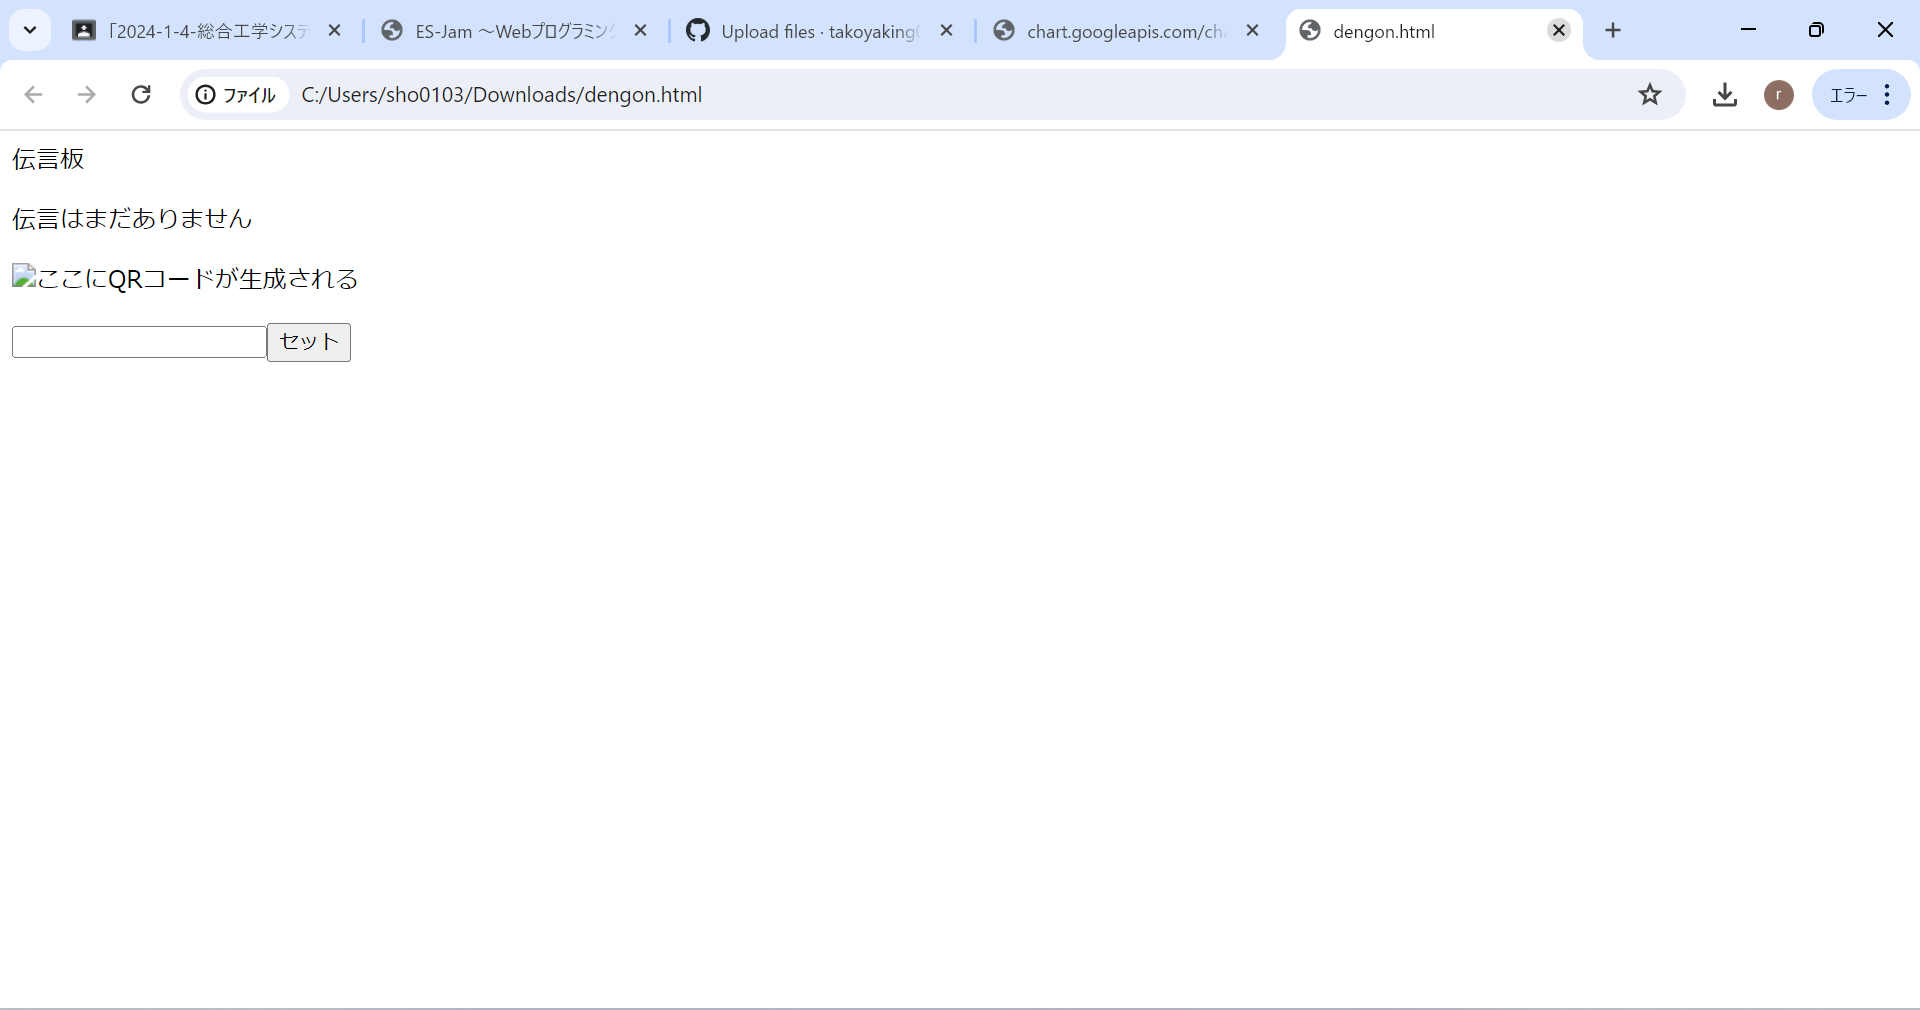 「2024-1-4-総合工学システ
ES-Jam ～Webプログラミング
Upload files · takoyaking
chart.googleapis.com/cha
dengon.html
ファイル
C:/Users/sho0103/Downloads/dengon.html
r
エラー
伝言板
伝言はまだありません
ここにQRコードが生成される
セット